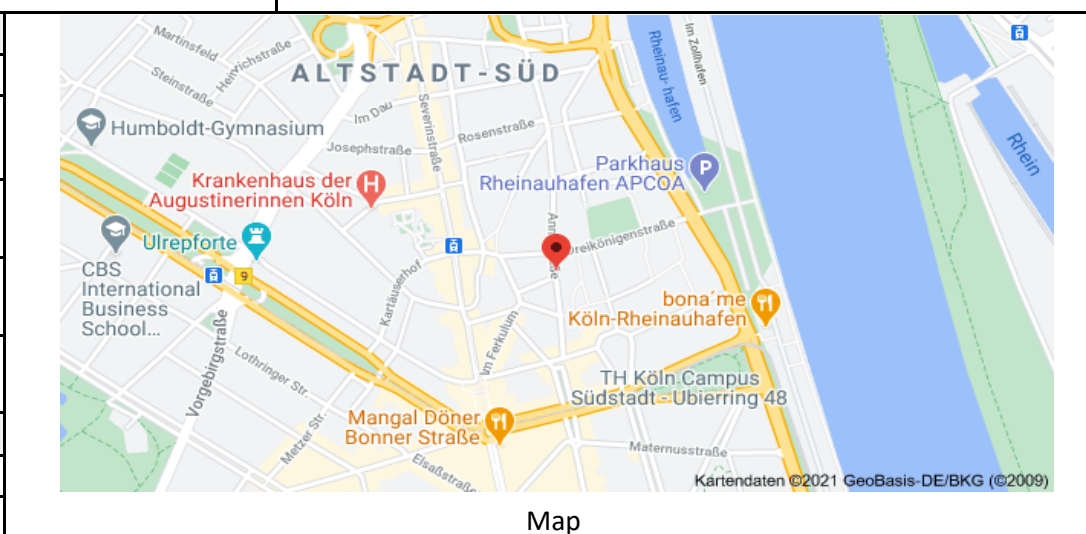 Martinsfeld
Heinrichstraße
Steinstraße
ALTSTADT-SÜD
Im Dau
Severinstraße
Rosenstraße
Josephstraße
Humboldt-Gymnasium
Krankenhaus der
Augustinerinnen Köln
Ulrepforte
9
CBS
International
Business
School...
Kartäuserhof
Vorgebirgstraße
Lothringer Str.
Metzer Str.
Im Ferkulum
Mangal Döner
Bonner Straße
Elsaßstraße
Dreikönigenstraße
Parkhaus
Rheinauhafen APCOA
P
H
Rheinau-hafen
Im Zollhafen
Rhein
bona´me
Köln-Rheinauhafen
TH Köln Campus
Südstadt - Ubierring 48
Maternusstraße
Kartendaten ©2021 GeoBasis-DE/BKG (©2009)
Map